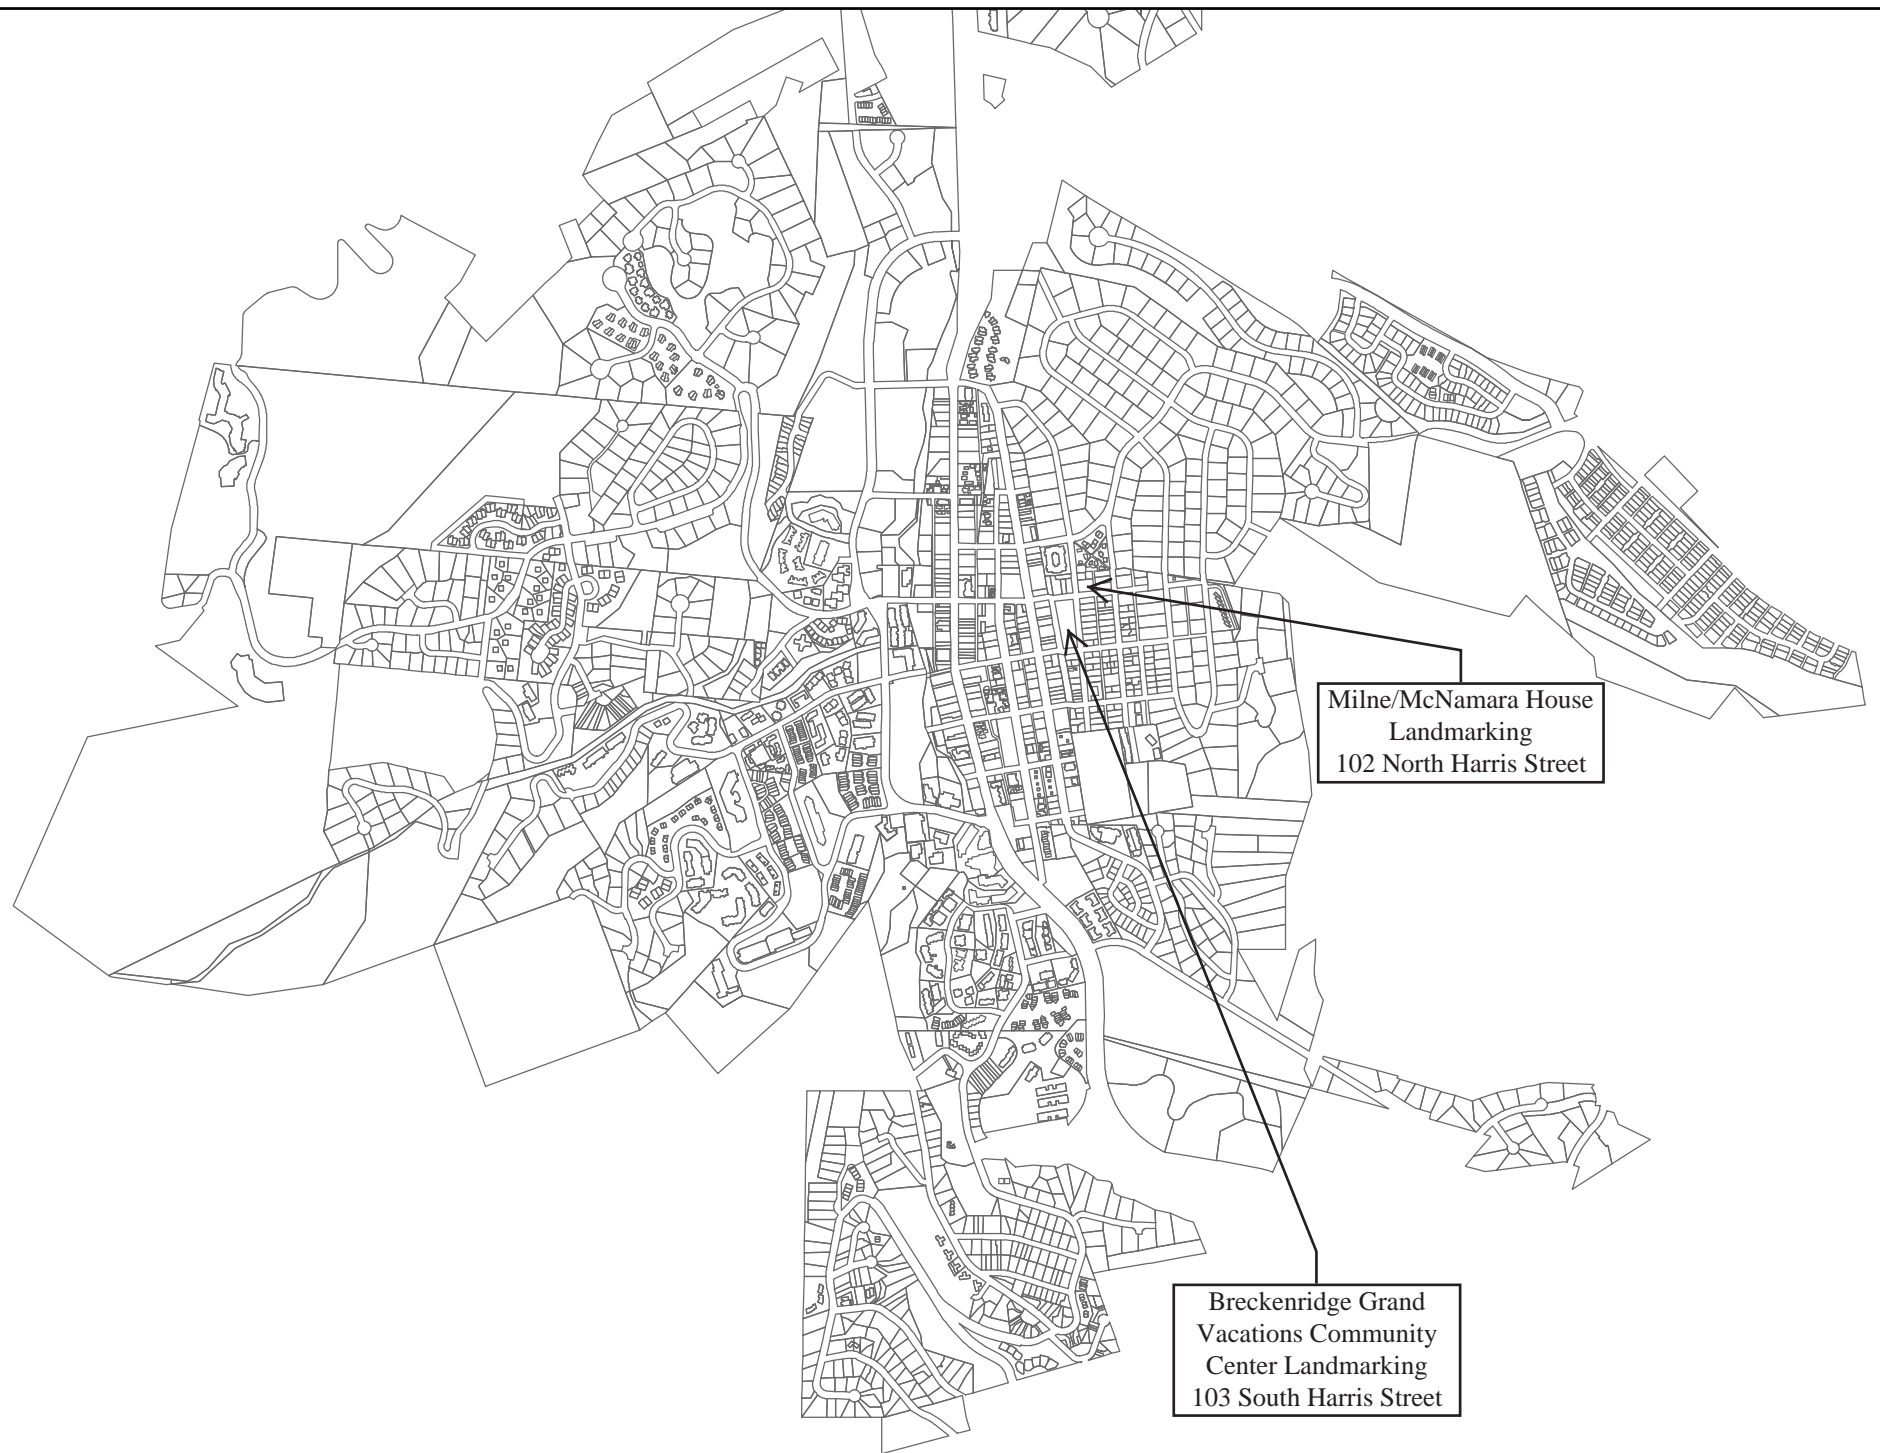 Milne/McNamara House
Landmarking
102 North Harris Street
Breckenridge Grand
Vacations Community
Center Landmarking
103 South Harris Street